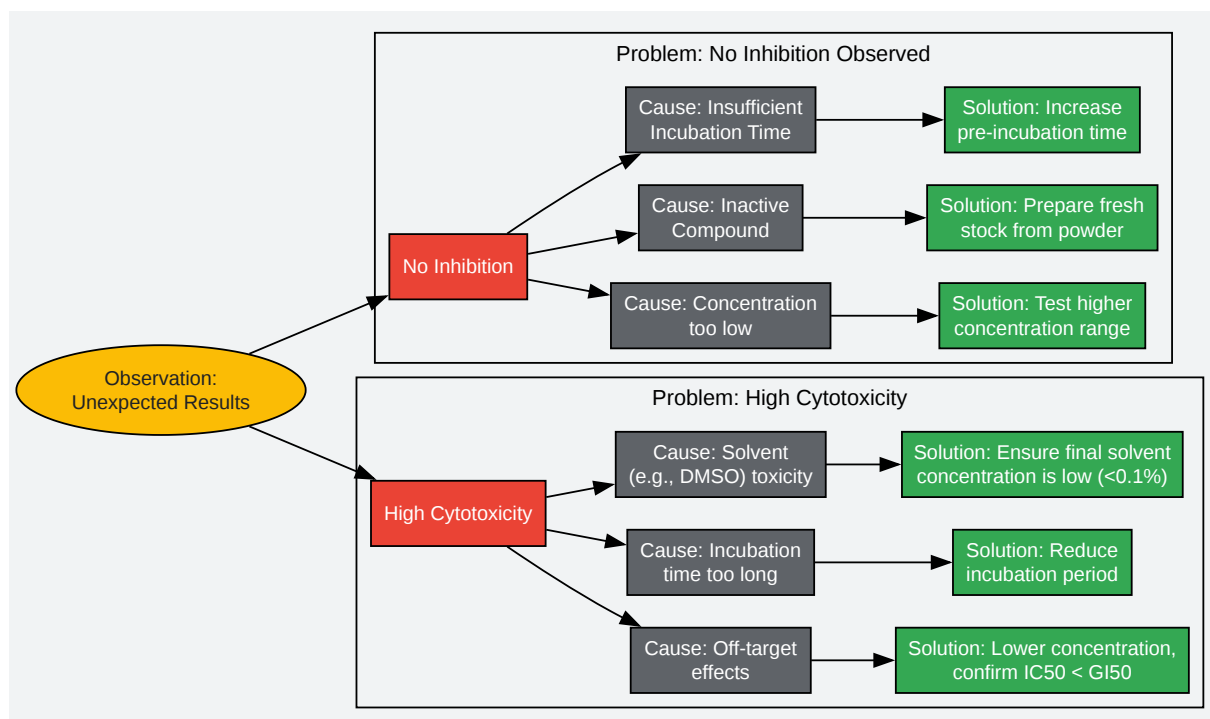 Problem: No Inhibition Observed
Cause: Insufficient
Incubation Time
Solution: Increase
pre-incubation time
Cause: Inactive
Compound
Solution: Prepare fresh
stock from powder
No Inhibition
Cause: Concentration
too low
Solution: Test higher
concentration range
Observation:
Unexpected Results
Problem: High Cytotoxicity
Cause: Solvent
(e.g., DMSO) toxicity
Solution: Ensure final solvent
concentration is low (<0.1%)
High Cytotoxicity
Cause: Incubation
time too long
Solution: Reduce
incubation period
Cause: Off-target
effects
Solution: Lower concentration,
confirm IC50 < GI50